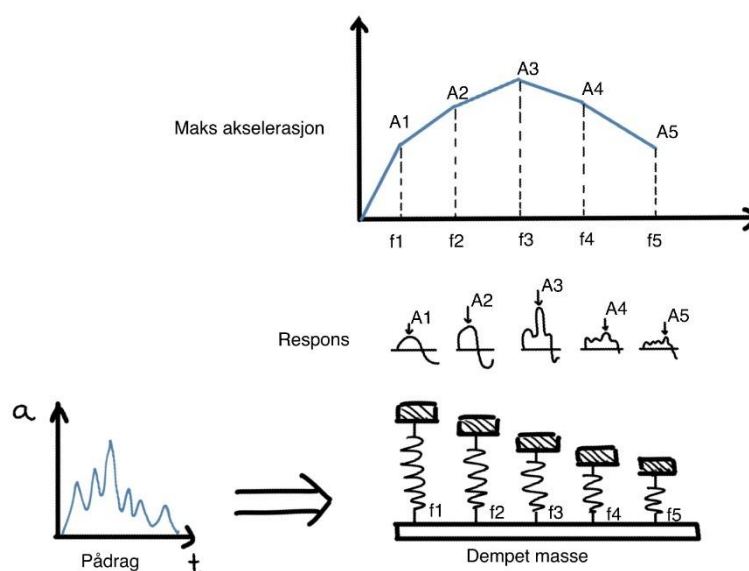 A3
A2
A4
A1
A5
Maks akselerasjon
f1
f2
f3
f4
f5
A1
A2
A3
A4
A5
Respons
a
t
Pådrag
f1
f2
f3
f4
f5
Dempet masse